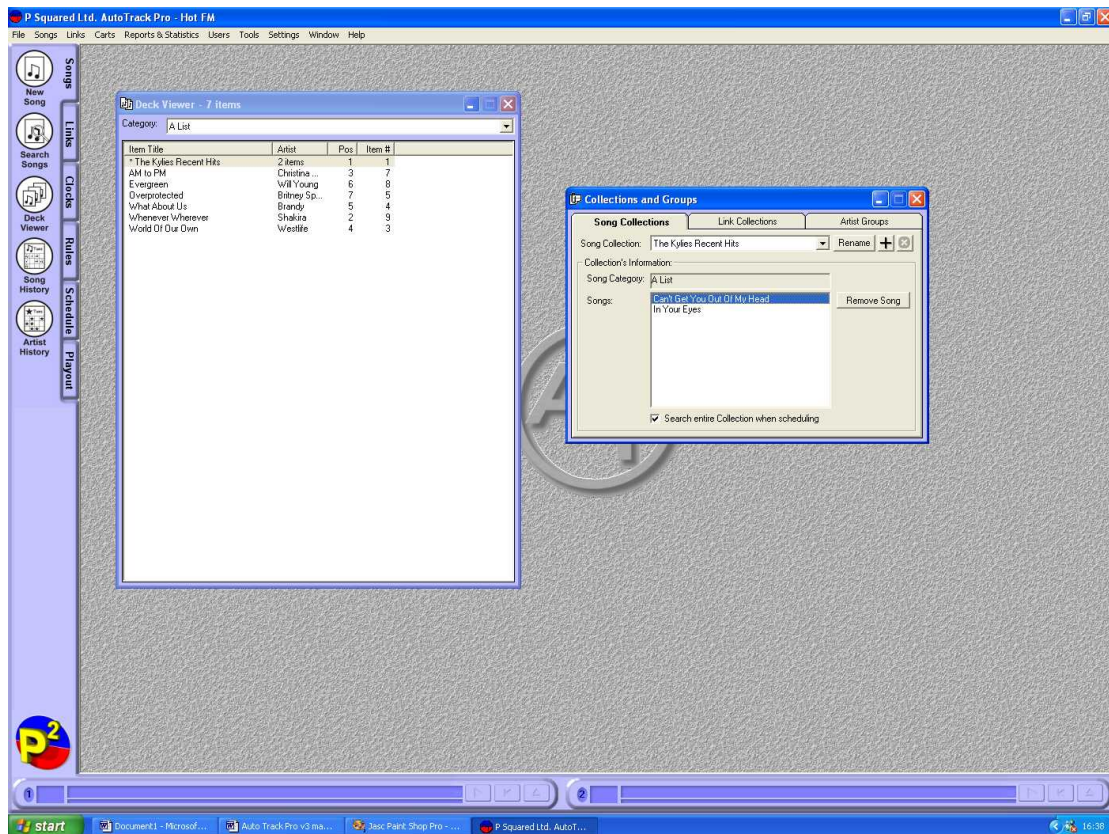 P Squared Ltd. AutoTrack Pro - Hot FM
File Songs Links Carts Reports & Statistics Users Tools Settings Window Help
New Song
Search Songs
Deck Viewer
Song History
Artist History
Songs
Links
Clocks
Rules
Schedule
Playout
Deck Viewer - 7 items
Category: A List
Item Title Artist Pos Item #
* The Kylies Recent Hits 2 items 1 1
AM to PM Christina ... 3 7
Evergreen Will Young 6 8
Overprotected Britney Sp... 7 5
What About Us Brandy 5 4
Whenever Wherever Shakira 2 9
World Of Our Own Westlife 4 3
Collections and Groups
Song Collections Link Collections Artist Groups
Song Collection: The Kylies Recent Hits Rename
Collection's Information:
Song Category: A List
Songs: Can't Get You Out Of My Head Remove Song
In Your Eyes
Search entire Collection when scheduling
P2
1 2
start Document1 - Microsof... Auto Track Pro v3 ma... Jasc Paint Shop Pro - ... P Squared Ltd. AutoT... 16:38